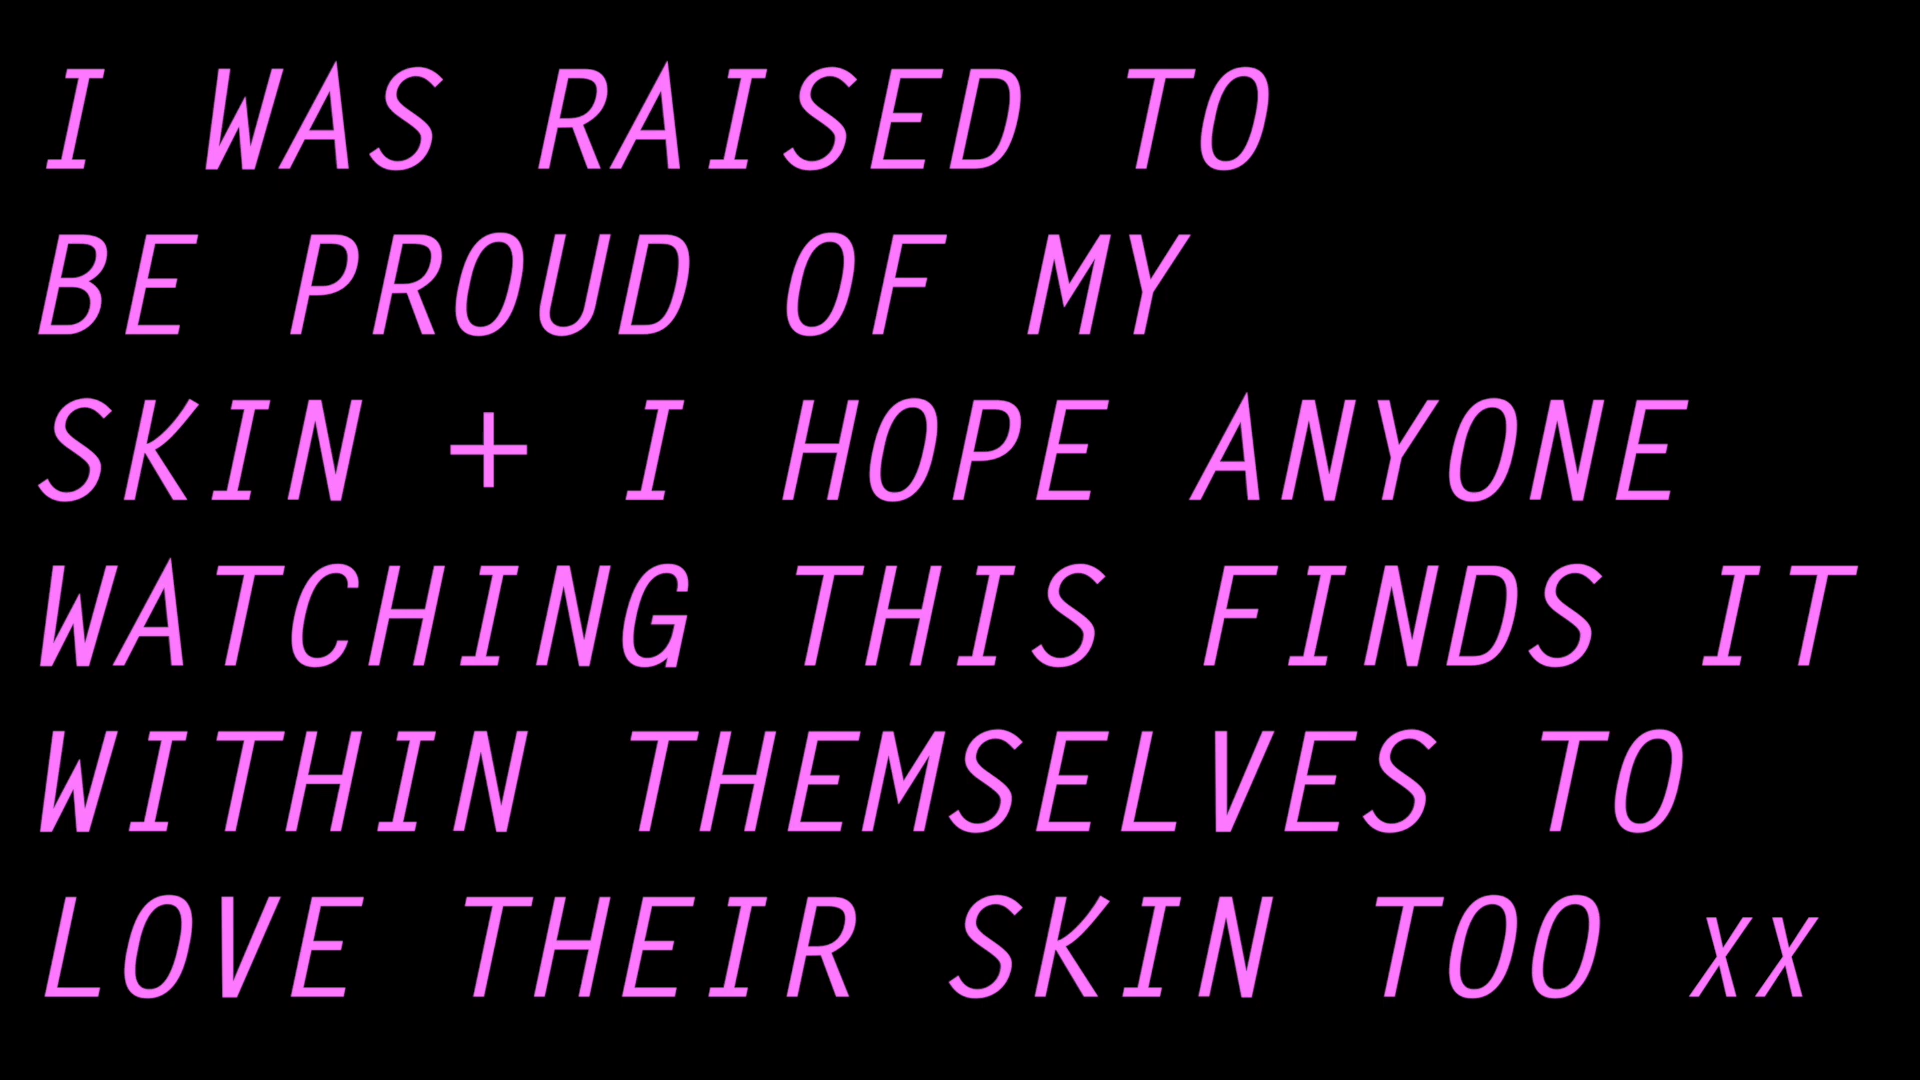 I WAS RAISED TO
BE PROUD OF MY
SKIN + I HOPE ANYONE
WATCHING THIS FINDS IT
WITHIN THEMSELVES TO
LOVE THEIR SKIN TOO xx